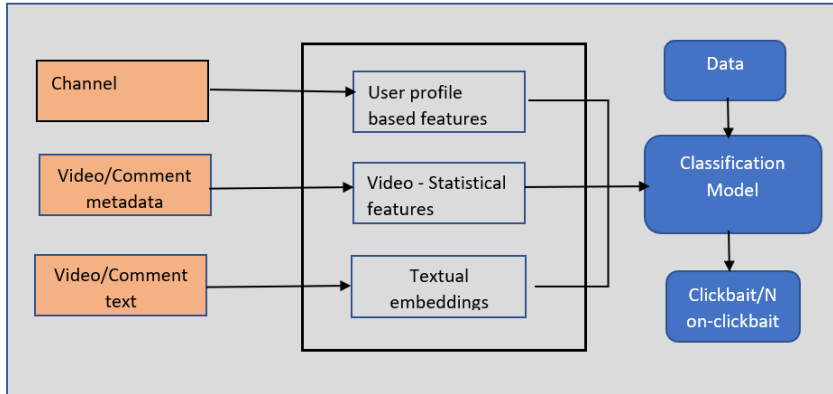 Channel
User profile
based features
Data
Video/Comment
metadata
Video - Statistical
features
Classification
Model
Video/Comment
text
Textual
embeddings
Clickbait/N
on-clickbait